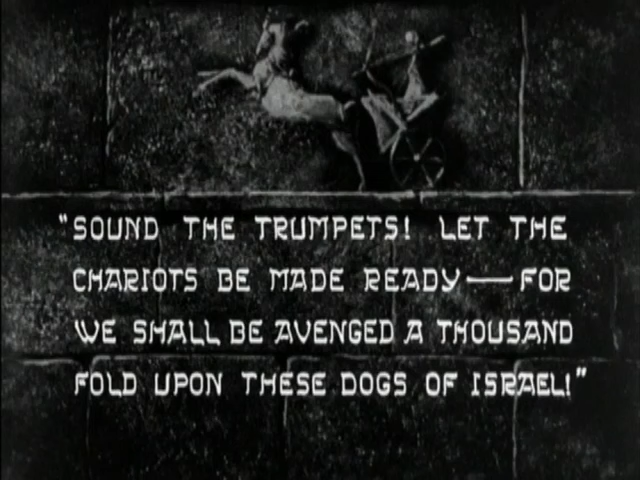 "SOUND THE TRUMPETS! LET THE
CHARIOTS BE MADE READY — FOR
WE SHALL BE AVENGED A THOUSAND
FOLD UPON THESE DOGS OF ISRAEL!"